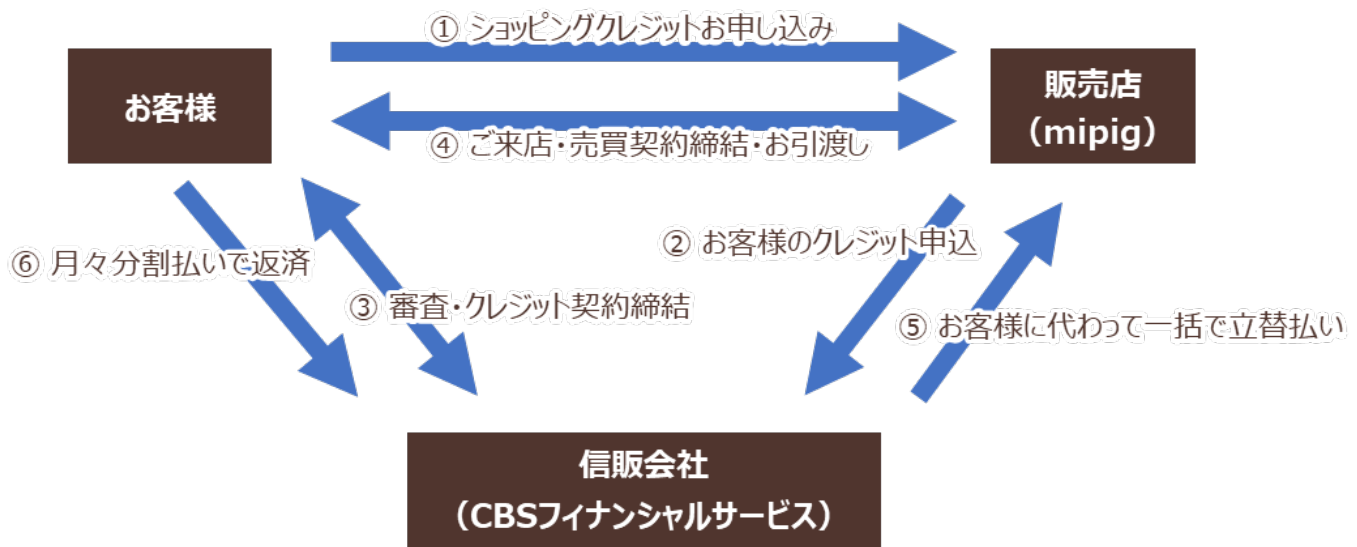 ① ショッピングクレジットお申し込み
お客様
販売店
（mipig）
④ ご来店・売買契約締結・お引渡し
② お客様のクレジット申込
⑥ 月々分割払いで返済
③ 審査・クレジット契約締結
⑤ お客様に代わって一括で立替払い
信販会社
（CBSフィナンシャルサービス）